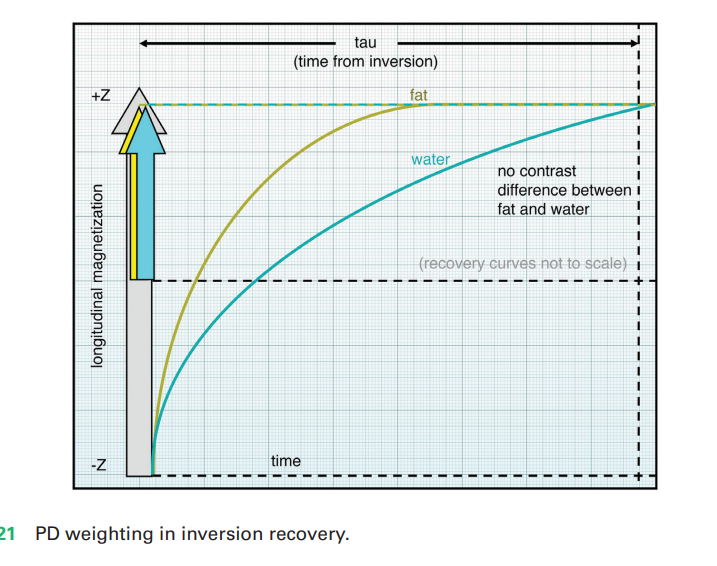 tau
(time from inversion)
+Z
fat
water
no contrast
difference between
fat and water
(recovery curves not to scale)
longitudinal magnetization
-Z
time
21 PD weighting in inversion recovery.